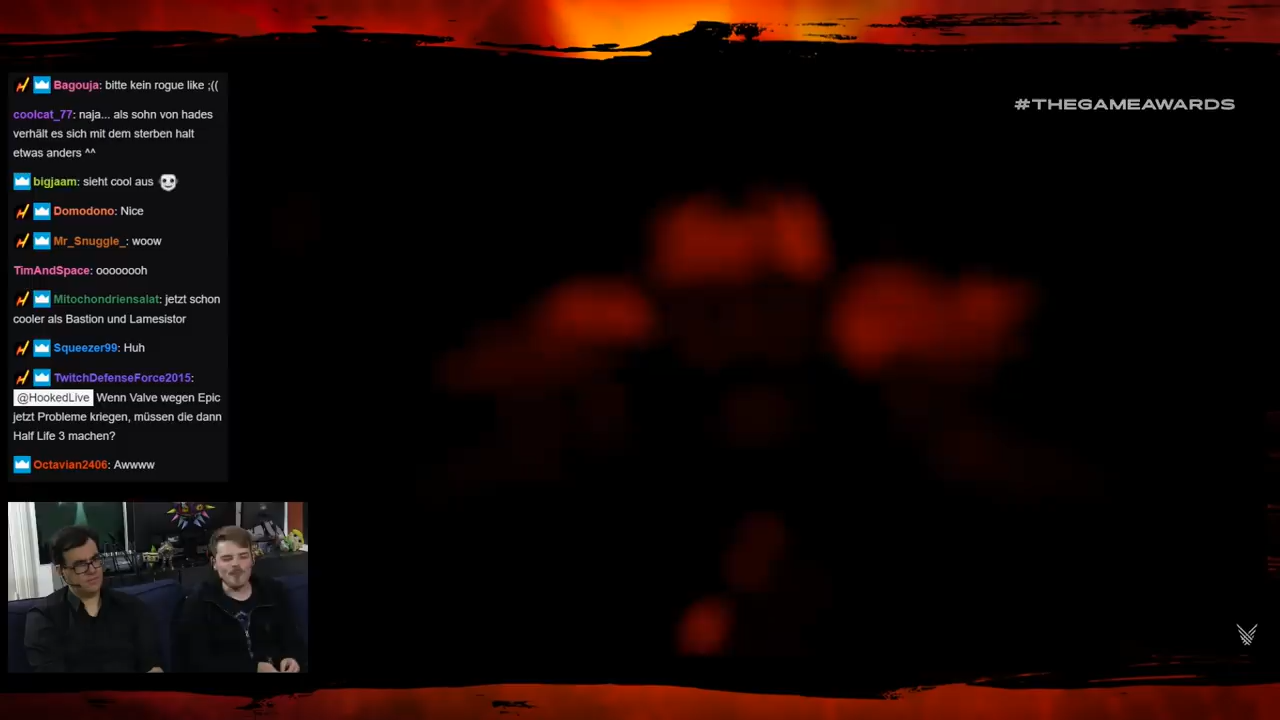 Bagouja: bitte kein rogue like ;((
#THEGAMEAWARDS
coolcat_77: naja... als sohn von hades
verhält es sich mit dem sterben halt
etwas anders ^^
bigjaam: sieht cool aus
Domodono: Nice
Mr_Snuggle_: woow
TimAndSpace: oooooooh
Mitochondriensalat: jetzt schon
cooler als Bastion und Lamesistor
Squeezer99: Huh
TwitchDefenseForce2015:
@HookedLive Wenn Valve wegen Epic
jetzt Probleme kriegen, müssen die dann
Half Life 3 machen?
Octavian2406: Awwww